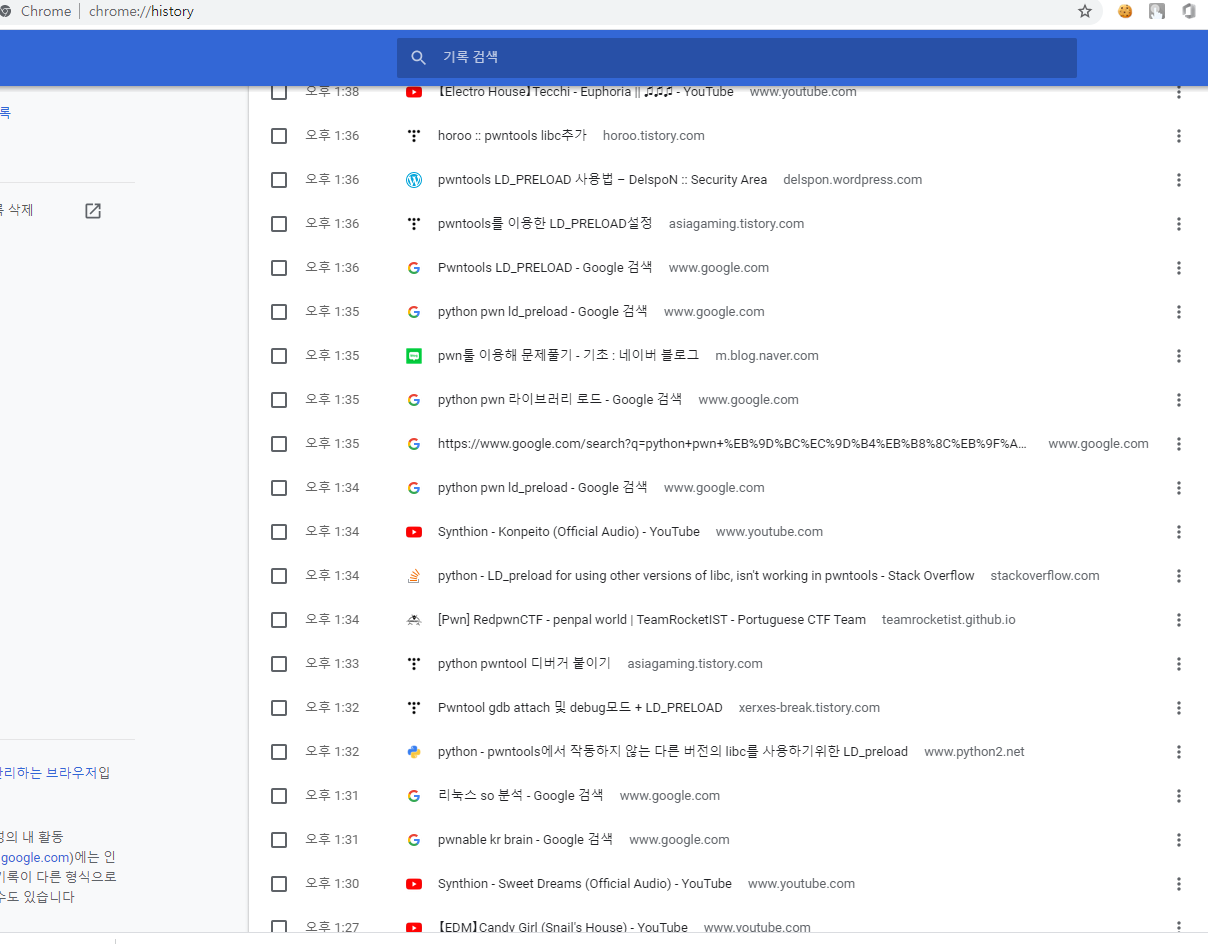 Chrome | chrome://history
기록 검색
록
록 삭제
관리하는 브라우저입
성의 내 활동
google.com)에는 인
기록이 다른 형식으로
수도 있습니다
오후 1:38 【Electro House】Tecchi - Euphoria || ♫♫♫ - YouTube www.youtube.com
오후 1:36 horoo :: pwntools libc추가 horoo.tistory.com
오후 1:36 pwntools LD_PRELOAD 사용법 – DelspoN :: Security Area delspon.wordpress.com
오후 1:36 pwntools를 이용한 LD_PRELOAD설정 asiagaming.tistory.com
오후 1:36 Pwntools LD_PRELOAD - Google 검색 www.google.com
오후 1:35 python pwn ld_preload - Google 검색 www.google.com
오후 1:35 pwn툴 이용해 문제풀기 - 기초 : 네이버 블로그 m.blog.naver.com
오후 1:35 python pwn 라이브러리 로드 - Google 검색 www.google.com
오후 1:35 https://www.google.com/search?q=python+pwn+%EB%9D%BC%EC%9D%B4%EB%B8%8C%EB%9F%A... www.google.com
오후 1:34 python pwn ld_preload - Google 검색 www.google.com
오후 1:34 Synthion - Konpeito (Official Audio) - YouTube www.youtube.com
오후 1:34 python - LD_preload for using other versions of libc, isn't working in pwntools - Stack Overflow stackoverflow.com
오후 1:34 [Pwn] RedpwnCTF - penpal world | TeamRocketIST - Portuguese CTF Team teamrocketist.github.io
오후 1:33 python pwntool 디버거 붙이기 asiagaming.tistory.com
오후 1:32 Pwntool gdb attach 및 debug모드 + LD_PRELOAD xerxes-break.tistory.com
오후 1:32 python - pwntools에서 작동하지 않는 다른 버전의 libc를 사용하기위한 LD_preload www.python2.net
오후 1:31 리눅스 so 분석 - Google 검색 www.google.com
오후 1:31 pwnable kr brain - Google 검색 www.google.com
오후 1:30 Synthion - Sweet Dreams (Official Audio) - YouTube www.youtube.com
오후 1:27 【EDM】Candy Girl (Snail's House) - YouTube www.youtube.com